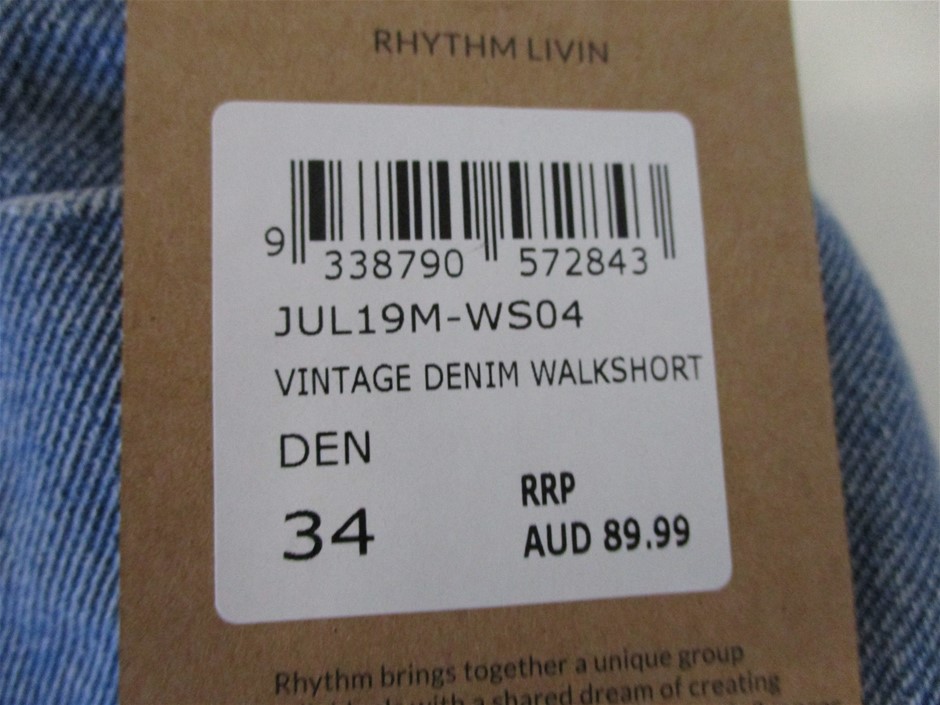 RHYTHM LIVIN
9 338790 572843
JUL19M-WS04
VINTAGE DENIM WALKSHORT
DEN
34
RRP
AUD 89.99
Rhythm brings together a unique group
with a shared dream of creating